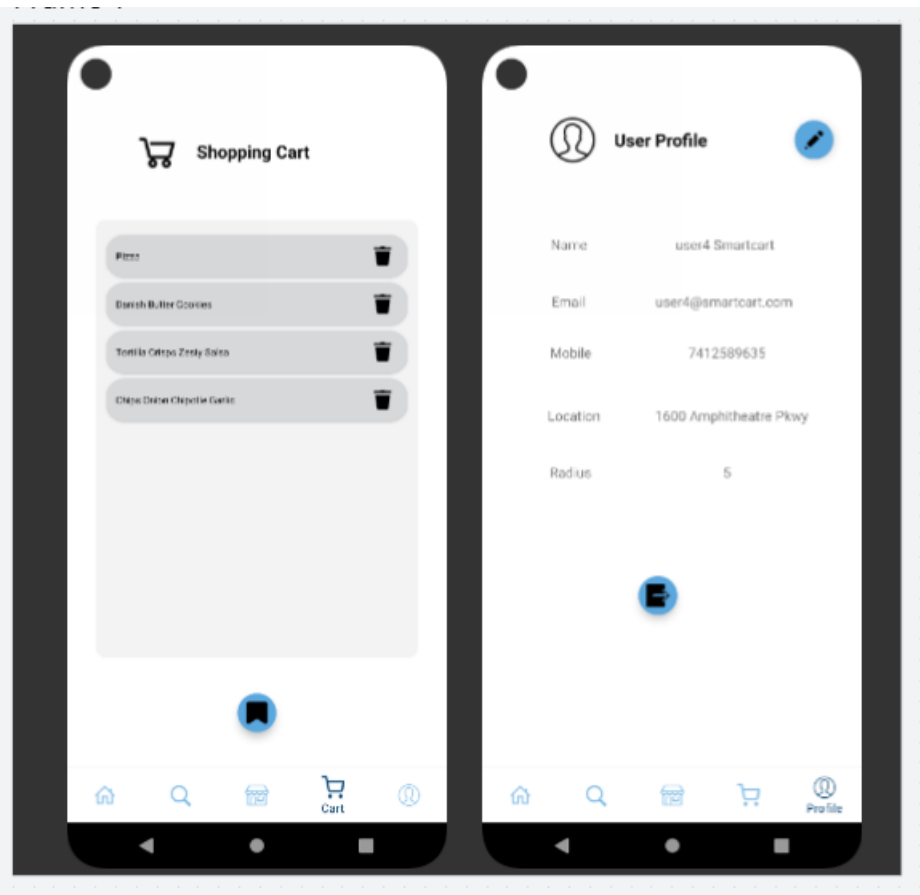 Shopping Cart
Pizza
Danish Butter Cookies
Tortilla Crisps Zesty Salsa
Chips Onion Chipotle Garlic
Cart
User Profile
Name user4 Smartcart
Email user4@smartcart.com
Mobile 7412589635
Location 1600 Amphitheatre Pkwy
Radius 5
Profile